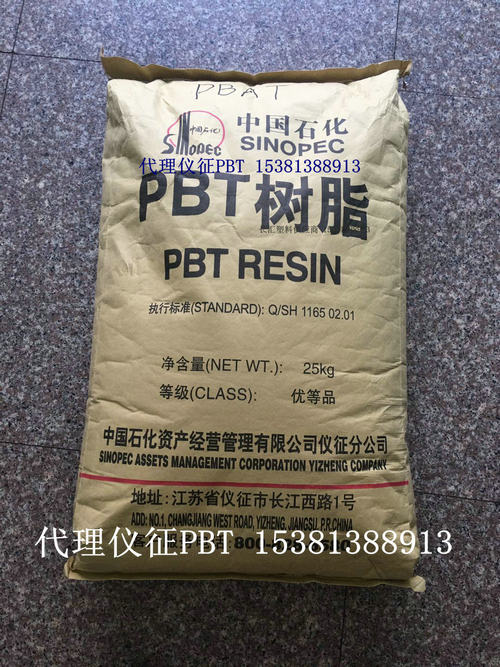 PBAT
中国石化
SINOPEC
中国石化
SINOPEC
代理仪征PBT 15381388913
PBT树脂
PBT RESIN
执行标准(STANDARD): Q/SH 1165 02.01
净含量(NET WT.): 25kg
等级(CLASS): 优等品
中国石化资产经营管理有限公司仪征分公司
SINOPEC ASSETS MANAGEMENT CORPORATION YIZHENG COMPANY
地址: 江苏省仪征市长江西路1号
ADD: NO.1, CHANGJIANG WEST ROAD, YIZHENG, JIANGSU, P.R.CHINA
代理仪征PBT 15381388913